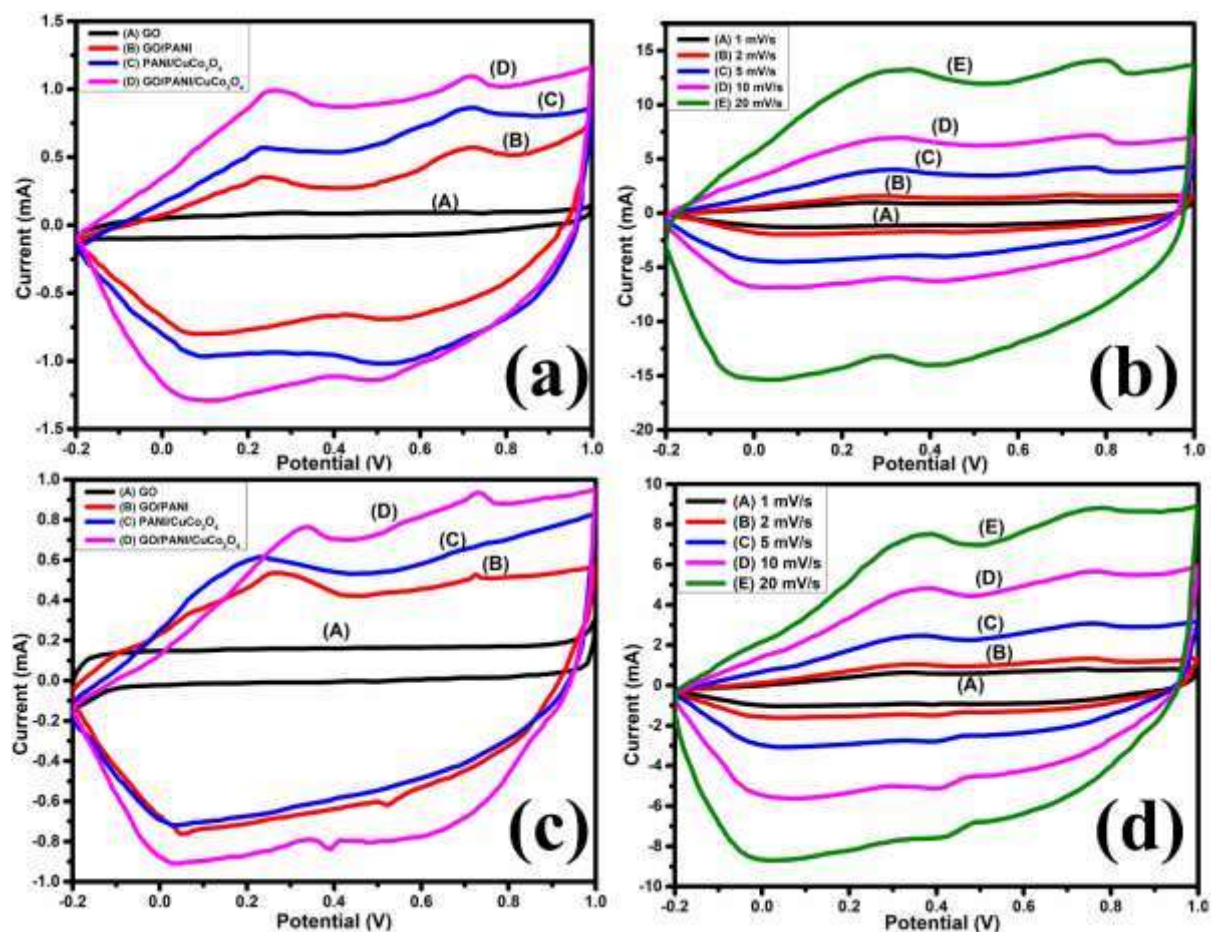 1.5
1.0
0.5
0.0
-0.5
-1.0
-1.5
Current (mA)
(A) GO
(B) GO/PANI
(C) PANI/CuCo₂O₄
(D) GO/PANI/CuCo₂O₄
(D)
(C)
(B)
(A)
(a)
-0.2 0.0 0.2 0.4 0.6 0.8 1.0
Potential (V)
15
10
5
0
-5
-10
-15
-20
Current (mA)
(A) 1 mV/s
(B) 2 mV/s
(C) 5 mV/s
(D) 10 mV/s
(E) 20 mV/s
(E)
(D)
(C)
(B)
(A)
(b)
-0.2 0.0 0.2 0.4 0.6 0.8 1.0
Potential (V)
1.0
0.8
0.6
0.4
0.2
0.0
-0.2
-0.4
-0.6
-0.8
-1.0
Current (mA)
(A) GO
(B) GO/PANI
(C) PANI/CuCo₂O₄
(D) GO/PANI/CuCo₂O₄
(D)
(C)
(B)
(A)
(c)
-0.2 0.0 0.2 0.4 0.6 0.8 1.0
Potential (V)
10
8
6
4
2
0
-2
-4
-6
-8
-10
Current (mA)
(A) 1 mV/s
(B) 2 mV/s
(C) 5 mV/s
(D) 10 mV/s
(E) 20 mV/s
(E)
(D)
(C)
(B)
(A)
(d)
-0.2 0.0 0.2 0.4 0.6 0.8 1.0
Potential (V)